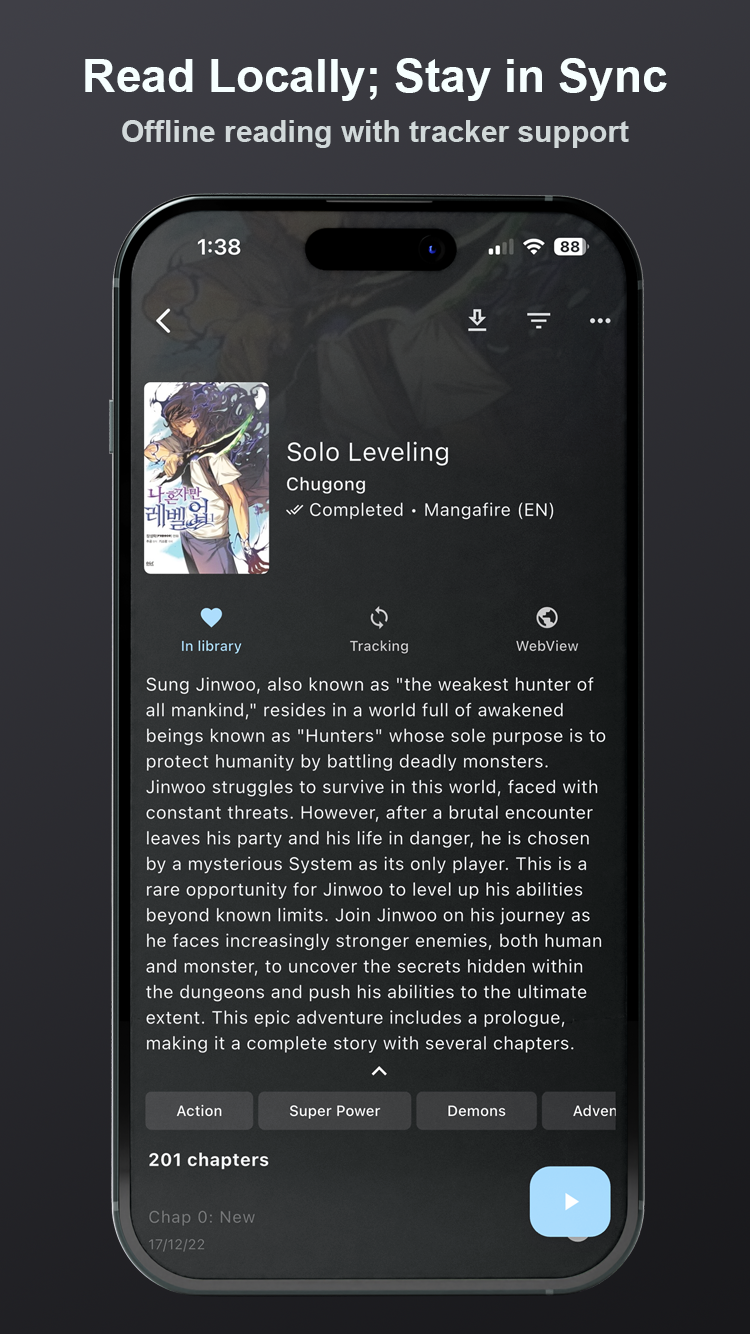 Read Locally; Stay in Sync
Offline reading with tracker support
1:38
88
나 혼자만
레벨업
Solo Leveling
Chugong
Completed • Mangafire (EN)
In library
Tracking
WebView
Sung Jinwoo, also known as "the weakest hunter of
all mankind," resides in a world full of awakened
beings known as "Hunters" whose sole purpose is to
protect humanity by battling deadly monsters.
Jinwoo struggles to survive in this world, faced with
constant threats. However, after a brutal encounter
leaves his party and his life in danger, he is chosen
by a mysterious System as its only player. This is a
rare opportunity for Jinwoo to level up his abilities
beyond known limits. Join Jinwoo on his journey as
he faces increasingly stronger enemies, both human
and monster, to uncover the secrets hidden within
the dungeons and push his abilities to the ultimate
extent. This epic adventure includes a prologue,
making it a complete story with several chapters.
Action
Super Power
Demons
Adven
201 chapters
Chap 0: New
17/12/22